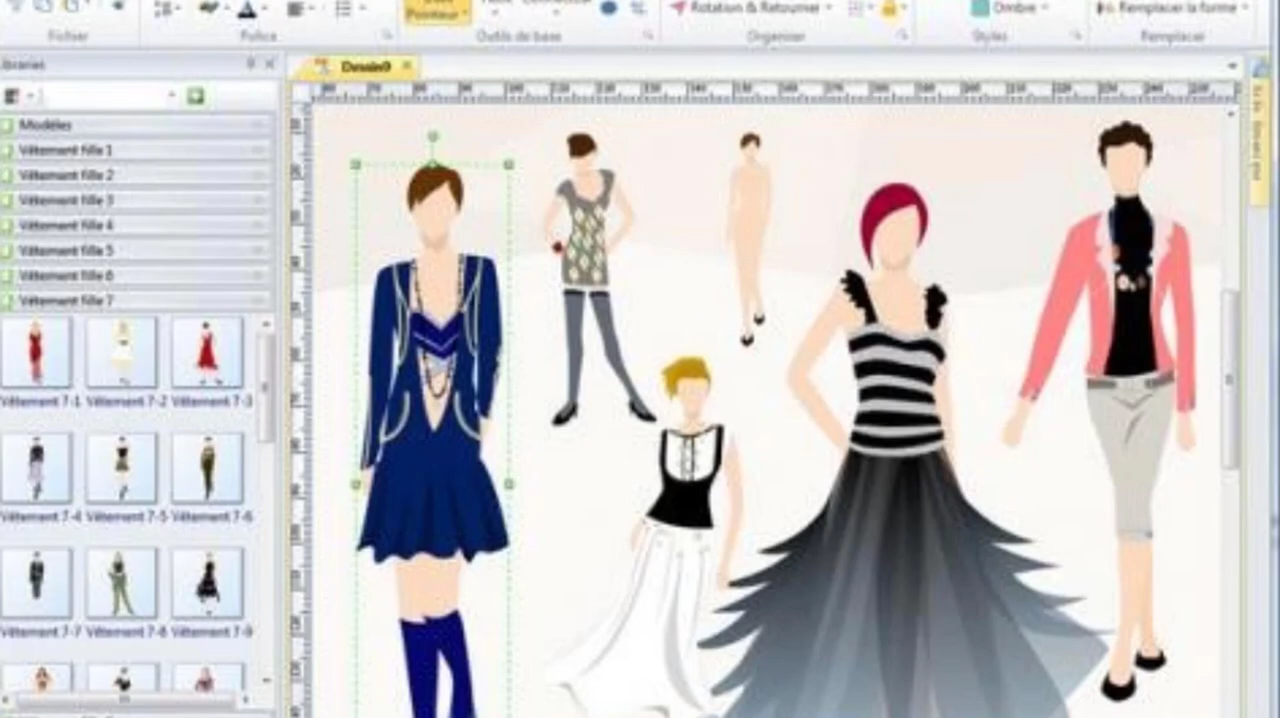 Pointeur
Rotation & Retourner
Ombre
Remplacer la forme
Fichier
Police
Outils de base
Organiser
Styles
Remplacer
Dessin9
Modèles
Vêtement fille 1
Vêtement fille 2
Vêtement fille 3
Vêtement fille 4
Vêtement fille 5
Vêtement fille 6
Vêtement fille 7
Vêtement 7-1 Vêtement 7-2 Vêtement 7-3
Vêtement 7-4 Vêtement 7-5 Vêtement 7-6
Vêtement 7-7 Vêtement 7-8 Vêtement 7-9